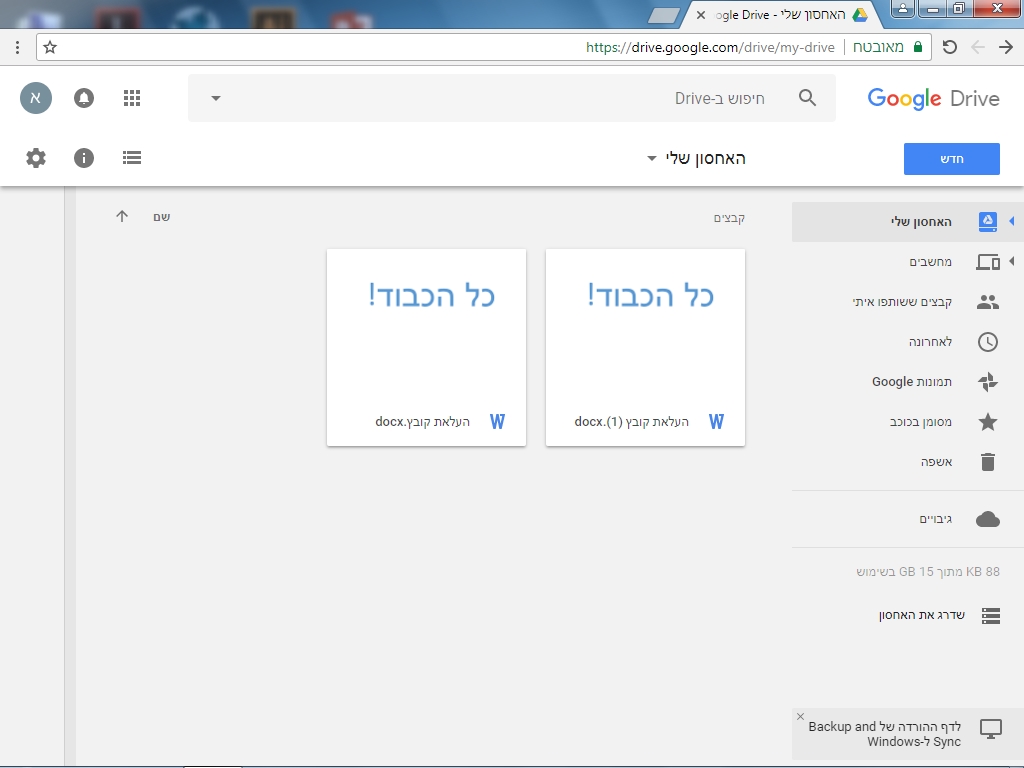 האחסון שלי - ogle Drive
מאובטח https://drive.google.com/drive/my-drive
Google Drive
חיפוש ב-Drive
א
חדש
האחסון שלי
האחסון שלי
מחשבים
קבצים ששותפו איתי
לאחרונה
תמונות Google
מסומן בכוכב
אשפה
גיבויים
88 KB מתוך 15 GB בשימוש
שדרג את האחסון
לדף ההורדה של Backup and
Sync ל-Windows
קבצים
שם
כל הכבוד!
העלאת קובץ (1).docx
כל הכבוד!
העלאת קובץ.docx